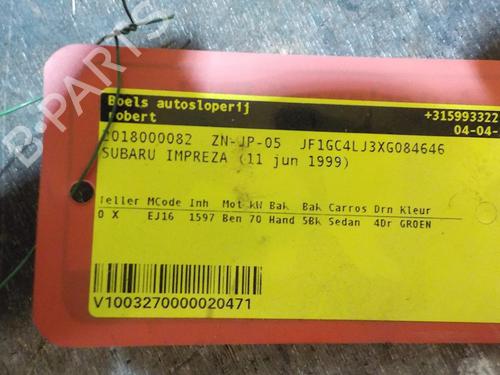 B-PARTS
Boels autosloperij
robert
+315993322
04-04-
2018000082 ZN-JP-05 JF1GC4LJ3XG084646
SUBARU IMPREZA (11 jun 1999)
Teller MCode Inh Mot kW Bak Bak Carros Drn Kleur
0 X EJ16 1597 Ben 70 Hand 5Bk Sedan 4Dr GROEN
V1003270000020471